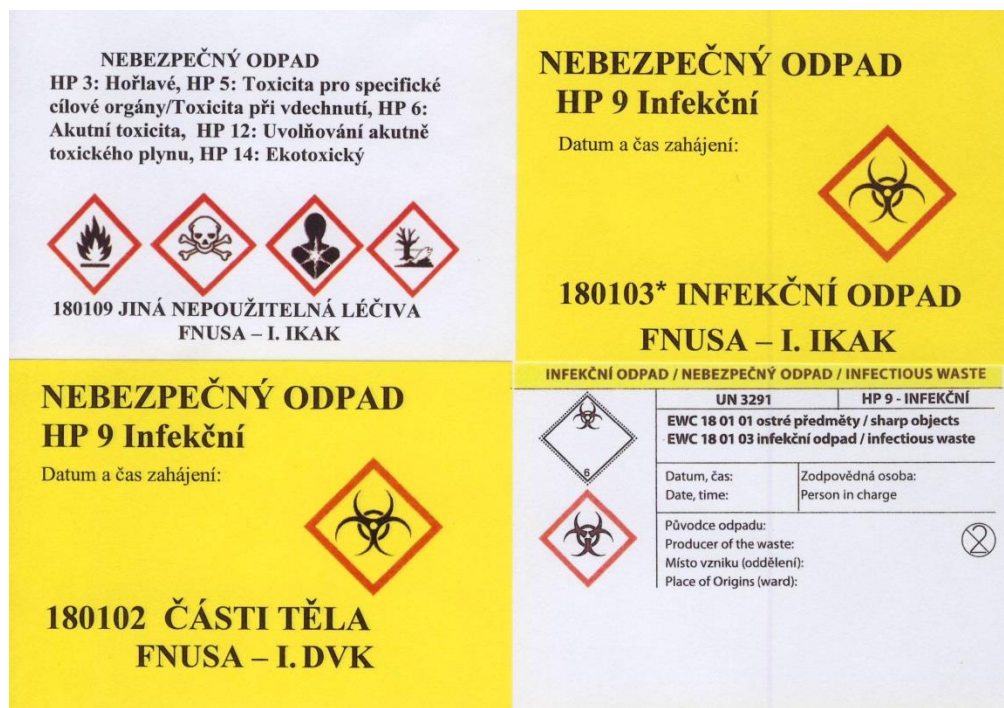 NEBEZPEČNÝ ODPAD
HP 3: Hořlavé, HP 5: Toxicita pro specifické
cílové orgány/Toxicita při vdechnutí, HP 6:
Akutní toxicita, HP 12: Uvolňování akutně
toxického plynu, HP 14: Ekotoxický
180109 JINÁ NEPOUŽITELNÁ LÉČIVA
FNUSA – I. IKAK
NEBEZPEČNÝ ODPAD
HP 9 Infekční
Datum a čas zahájení:
180103* INFEKČNÍ ODPAD
FNUSA – I. IKAK
NEBEZPEČNÝ ODPAD
HP 9 Infekční
Datum a čas zahájení:
180102 ČÁSTI TĚLA
FNUSA – I. DVK
INFEKČNÍ ODPAD / NEBEZPEČNÝ ODPAD / INFECTIOUS WASTE
UN 3291 HP 9 - INFEKČNÍ
EWC 18 01 01 ostré předměty / sharp objects
EWC 18 01 03 infekční odpad / infectious waste
6
Datum, čas: Zodpovědná osoba:
Date, time: Person in charge
Původce odpadu:
Producer of the waste:
2
Místo vzniku (oddělení):
Place of Origins (ward):